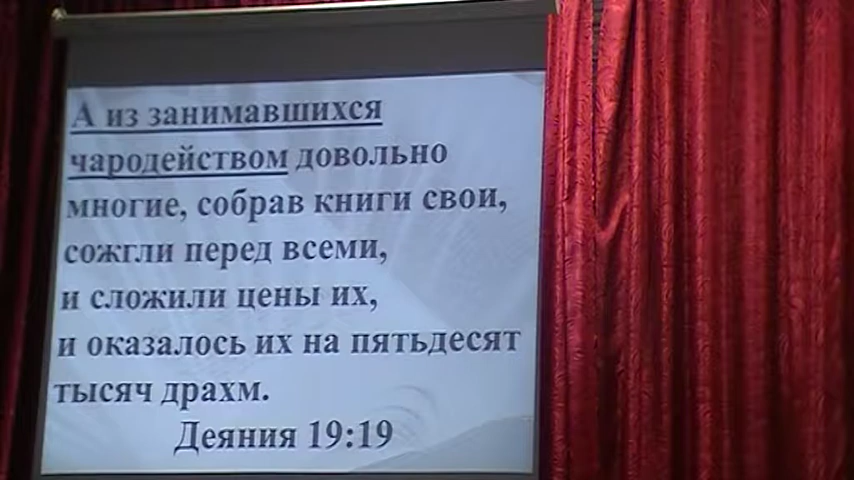 А из занимавшихся
чародейством довольно
многие, собрав книги свои,
сожгли перед всеми,
и сложили цены их,
и оказалось их на пятьдесят
тысяч драхм.
Деяния 19:19